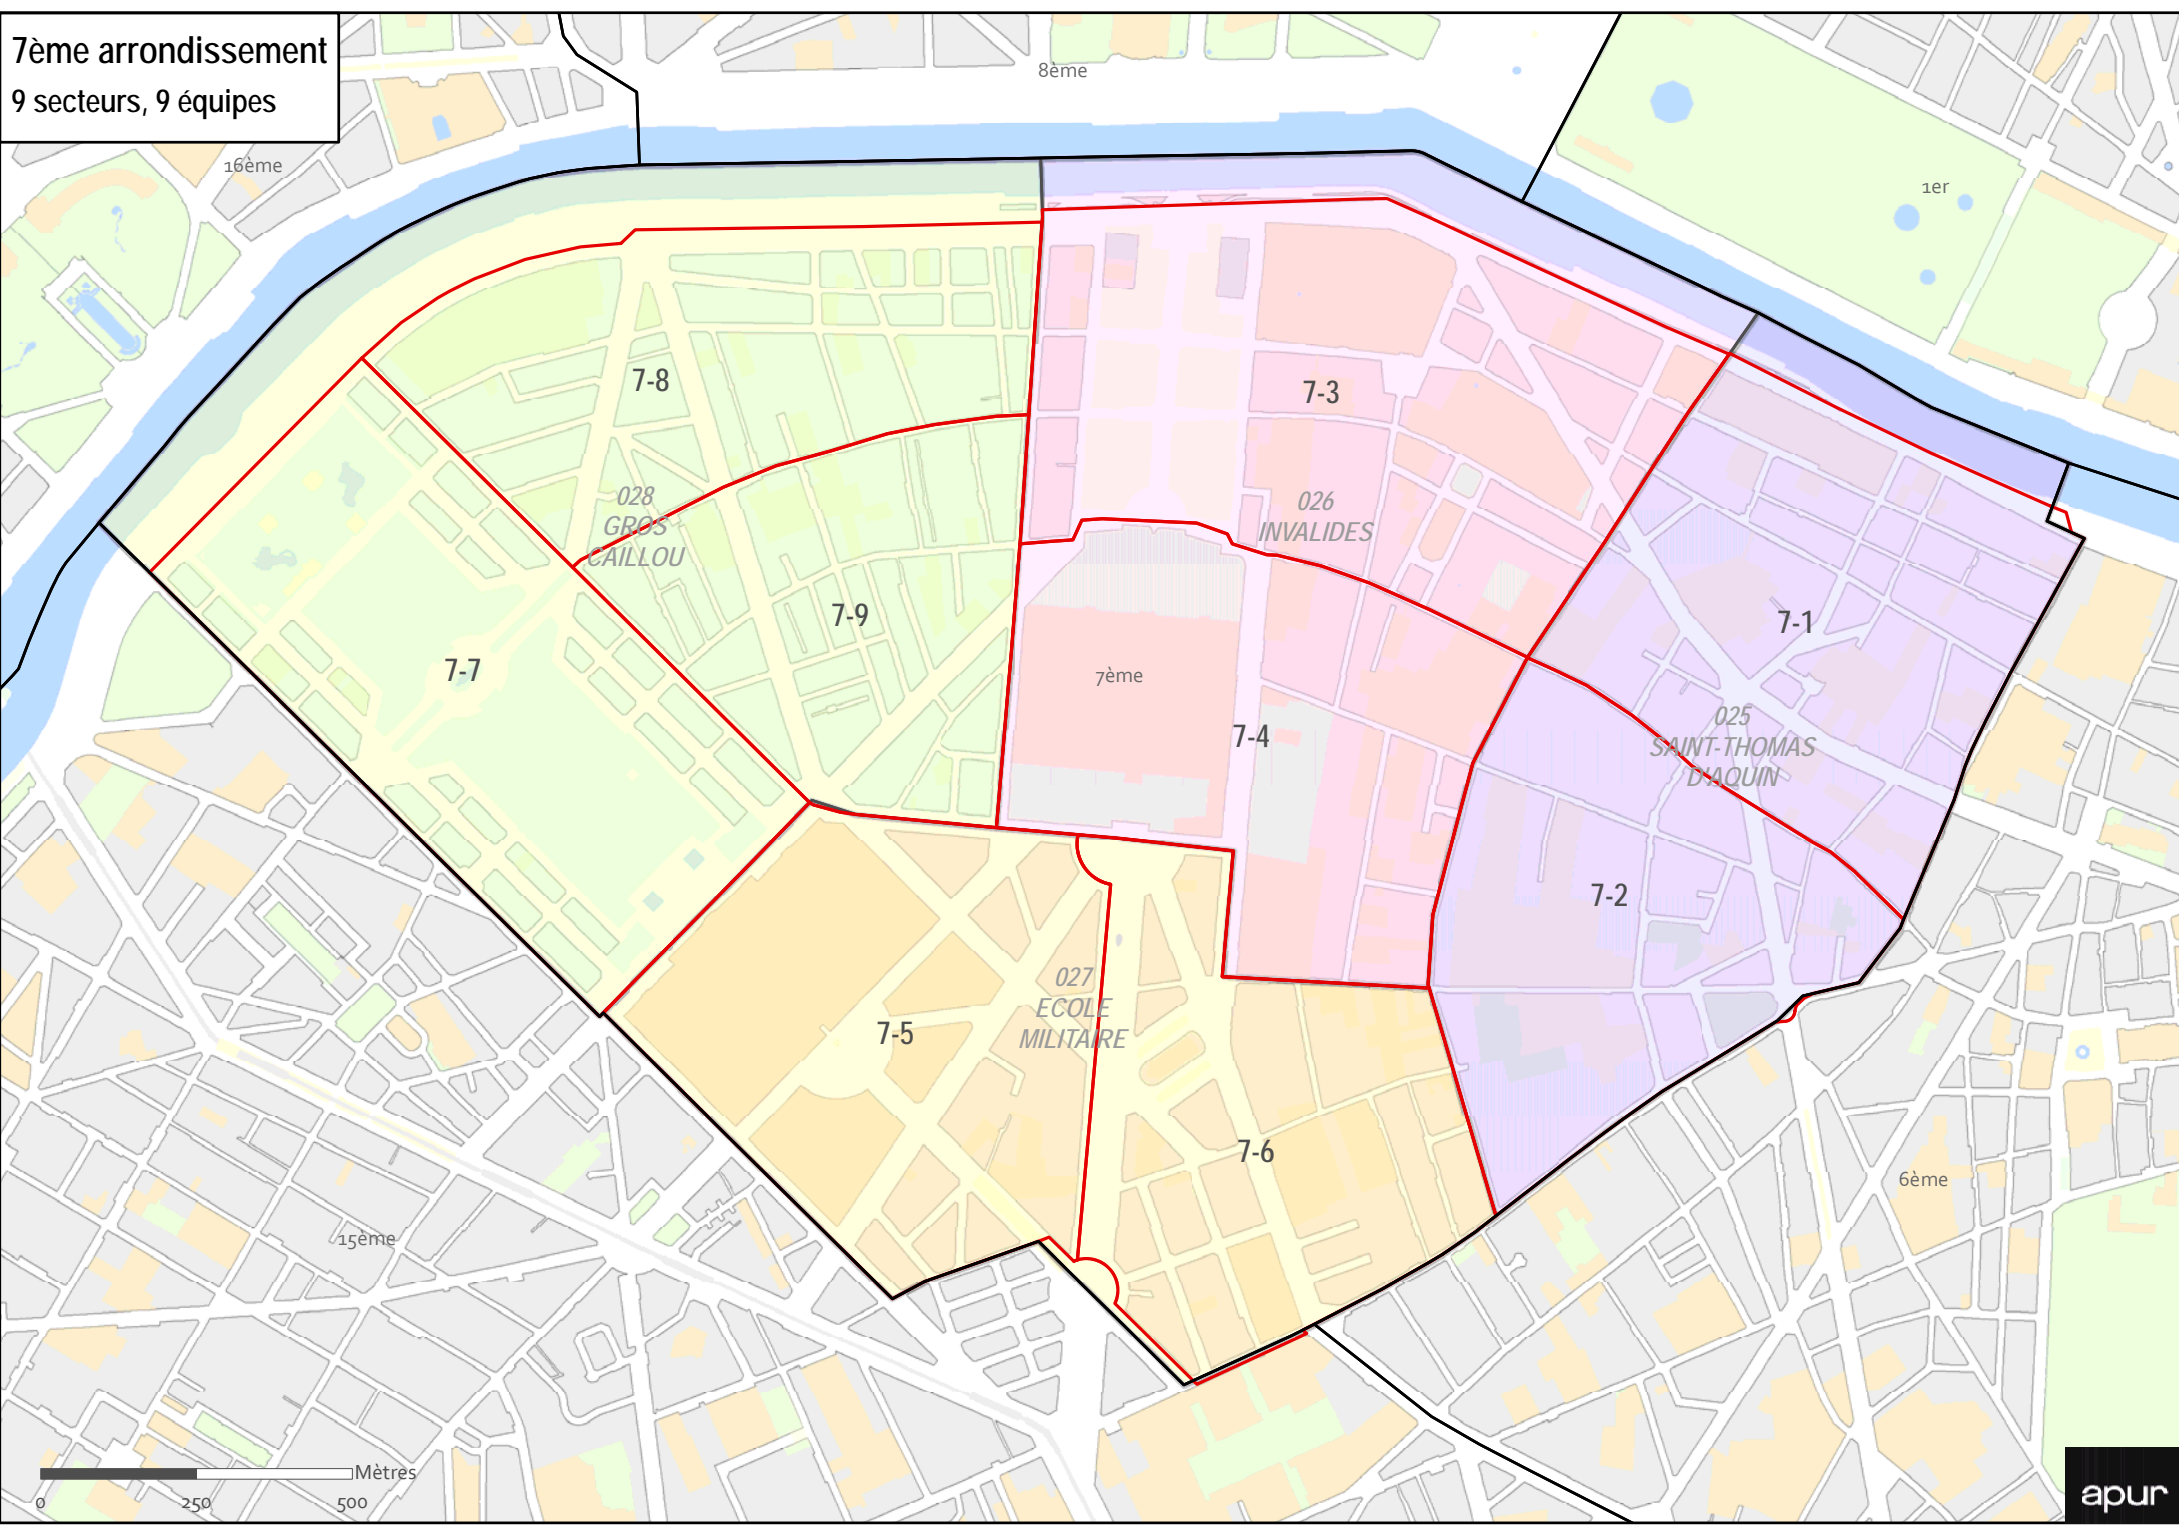 7ème arrondissement
9 secteurs, 9 équipes
8ème
16ème
1er
7-8
7-3
028
GROS
CAILLOU
026
INVALIDES
7-9
7-1
7-7
7ème
7-4
025
SAINT-THOMAS
D'AQUIN
7-2
027
ECOLE
MILITAIRE
7-5
7-6
6ème
15ème
Mètres
0 250 500
apur